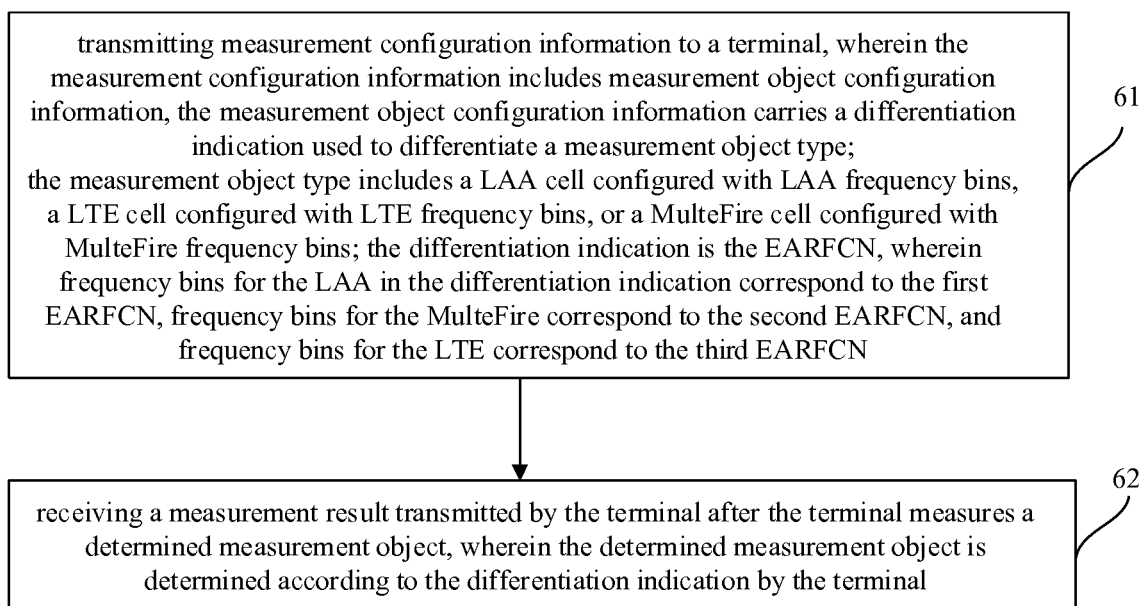 transmitting measurement configuration information to a terminal, wherein the
measurement configuration information includes measurement object configuration
information, the measurement object configuration information carries a differentiation
indication used to differentiate a measurement object type;
the measurement object type includes a LAA cell configured with LAA frequency bins,
a LTE cell configured with LTE frequency bins, or a MulteFire cell configured with
MulteFire frequency bins; the differentiation indication is the EARFCN, wherein
frequency bins for the LAA in the differentiation indication correspond to the first
EARFCN, frequency bins for the MulteFire correspond to the second EARFCN, and
frequency bins for the LTE correspond to the third EARFCN
61
receiving a measurement result transmitted by the terminal after the terminal measures a
determined measurement object, wherein the determined measurement object is
determined according to the differentiation indication by the terminal
62